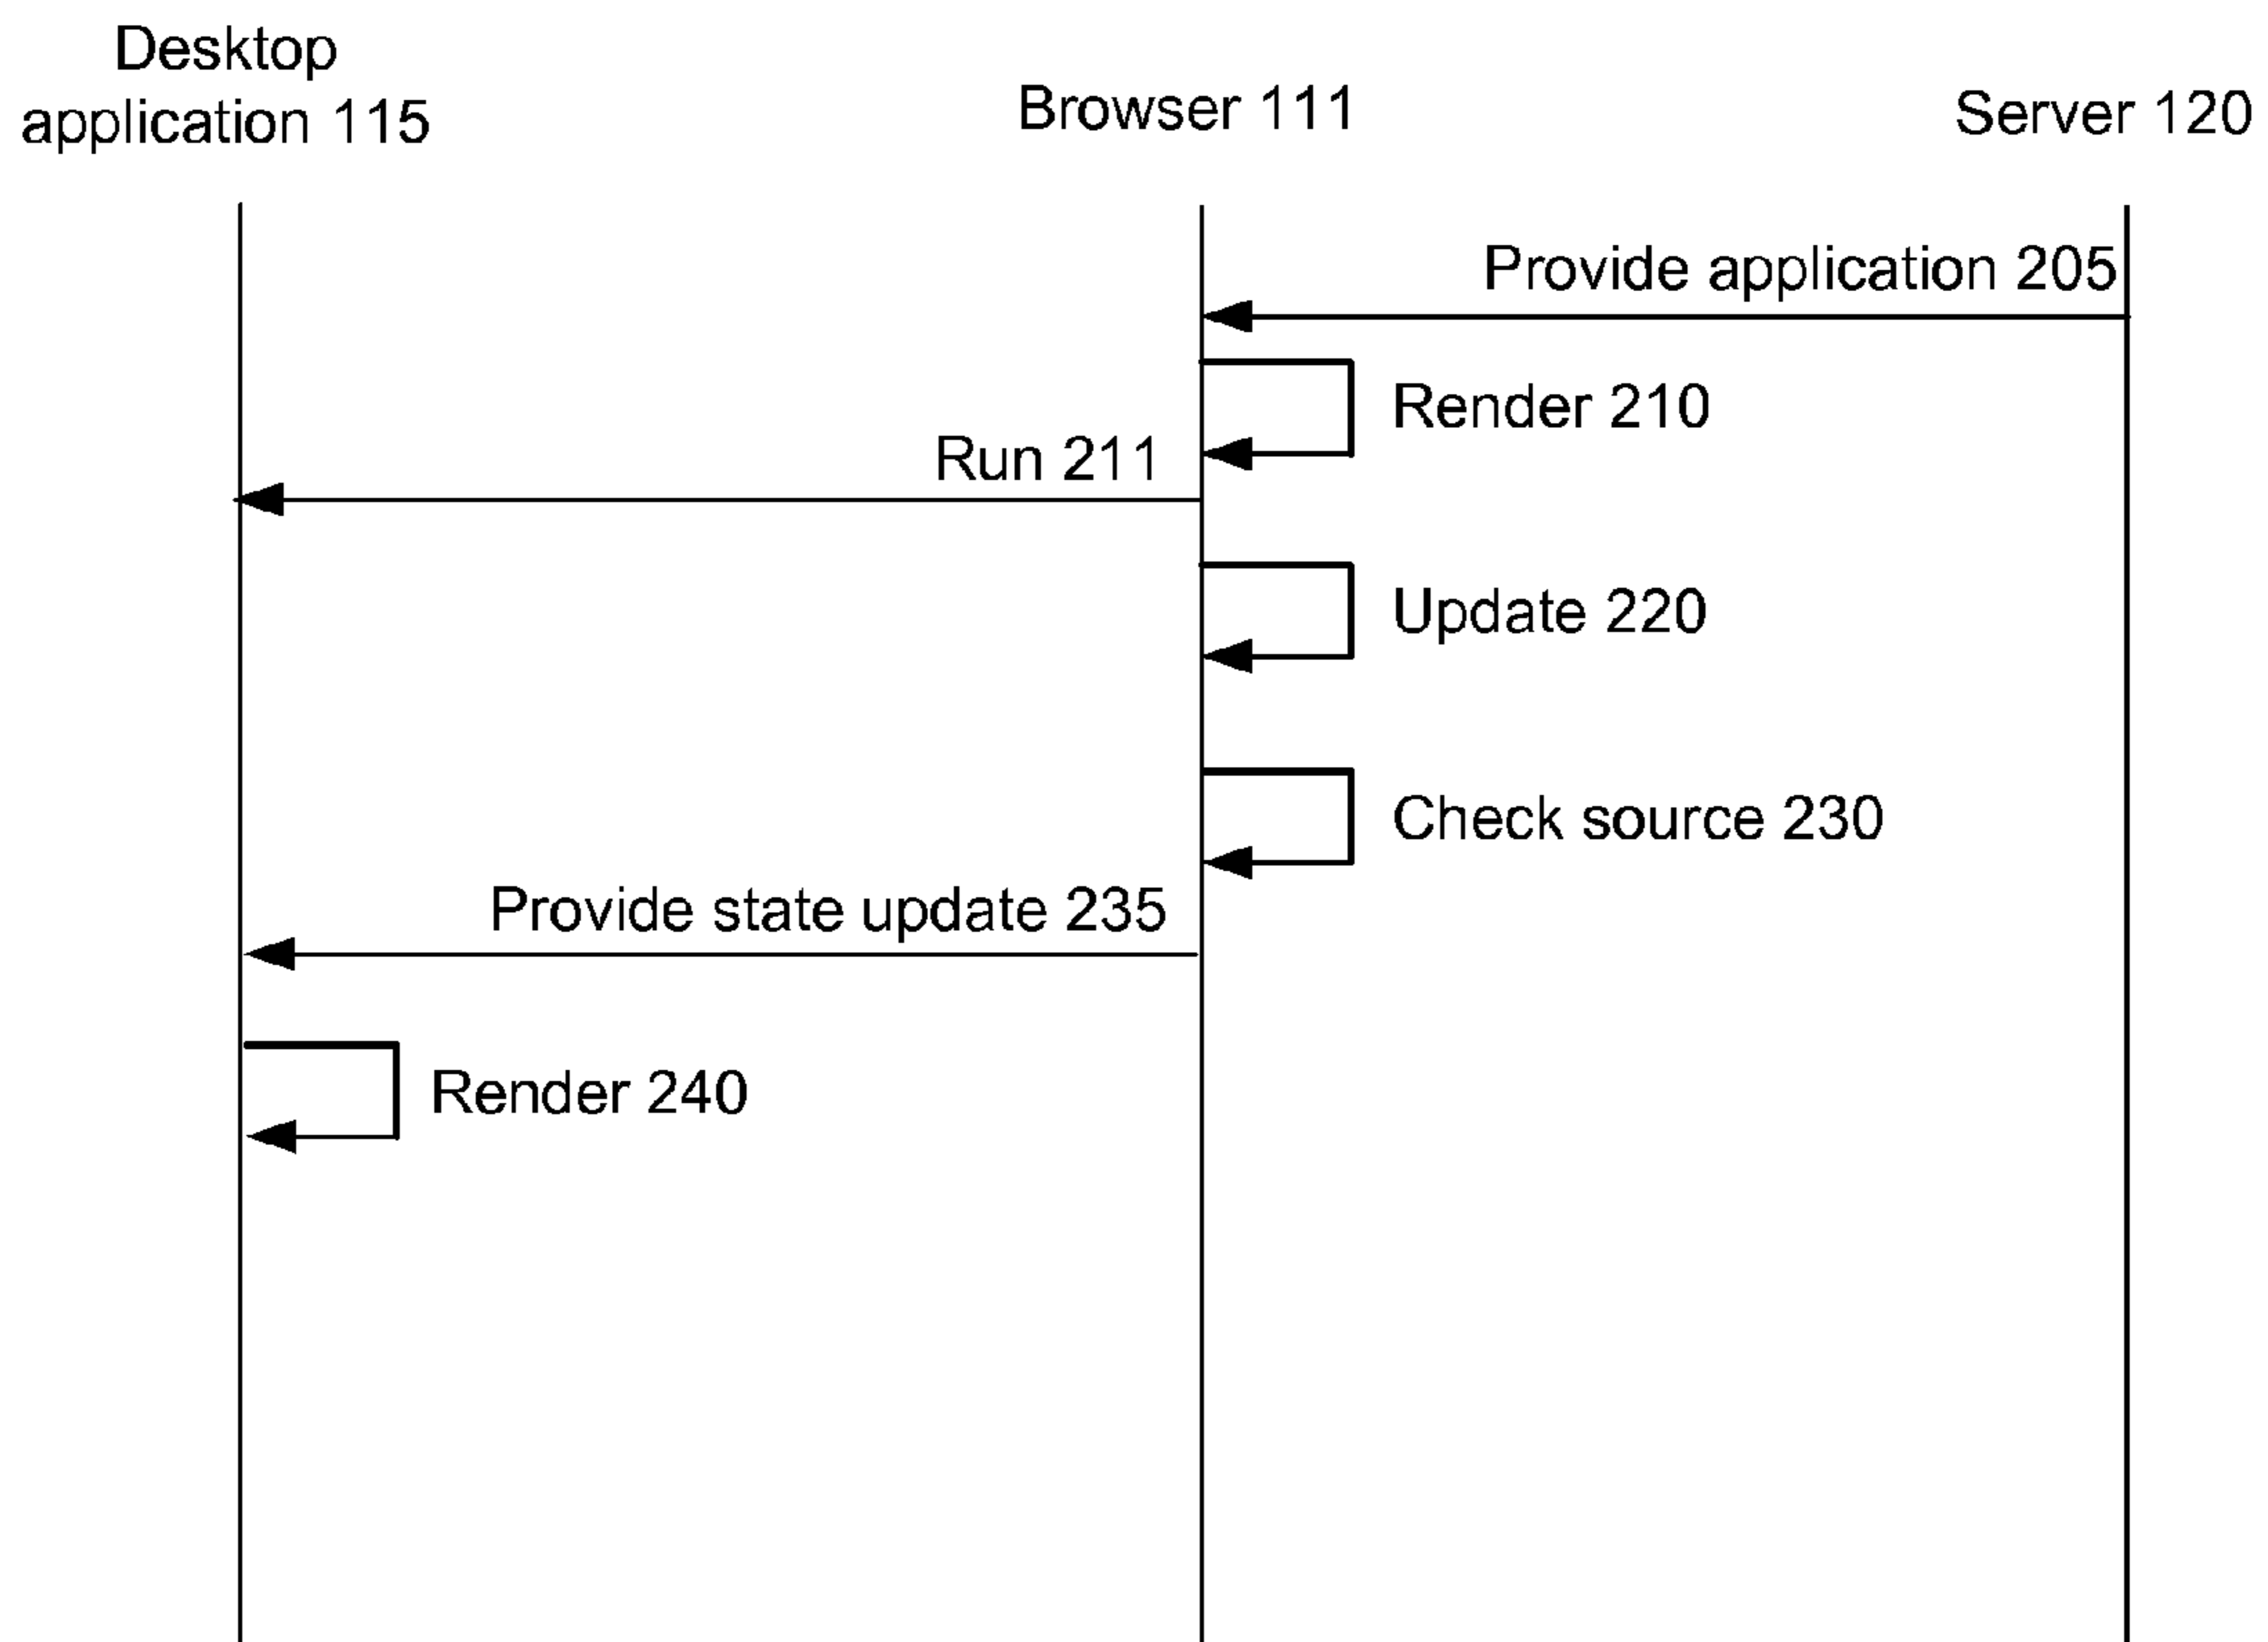 Desktop
application 115
Browser 111
Server 120
Provide application 205
Render 210
Run 211
Update 220
Check source 230
Provide state update 235
Render 240